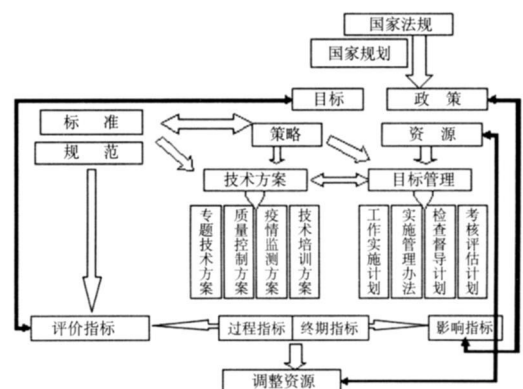 国家法规
国家规划
目标
政 策
标 准
策略
资 源
规 范
技术方案
目标管理
专题技术方案
质量控制方案
疫情监测方案
技术培训方案
工作实施计划
实施管理办法
检查督导计划
考核评估计划
评价指标
过程指标
终期指标
影响指标
调整资源